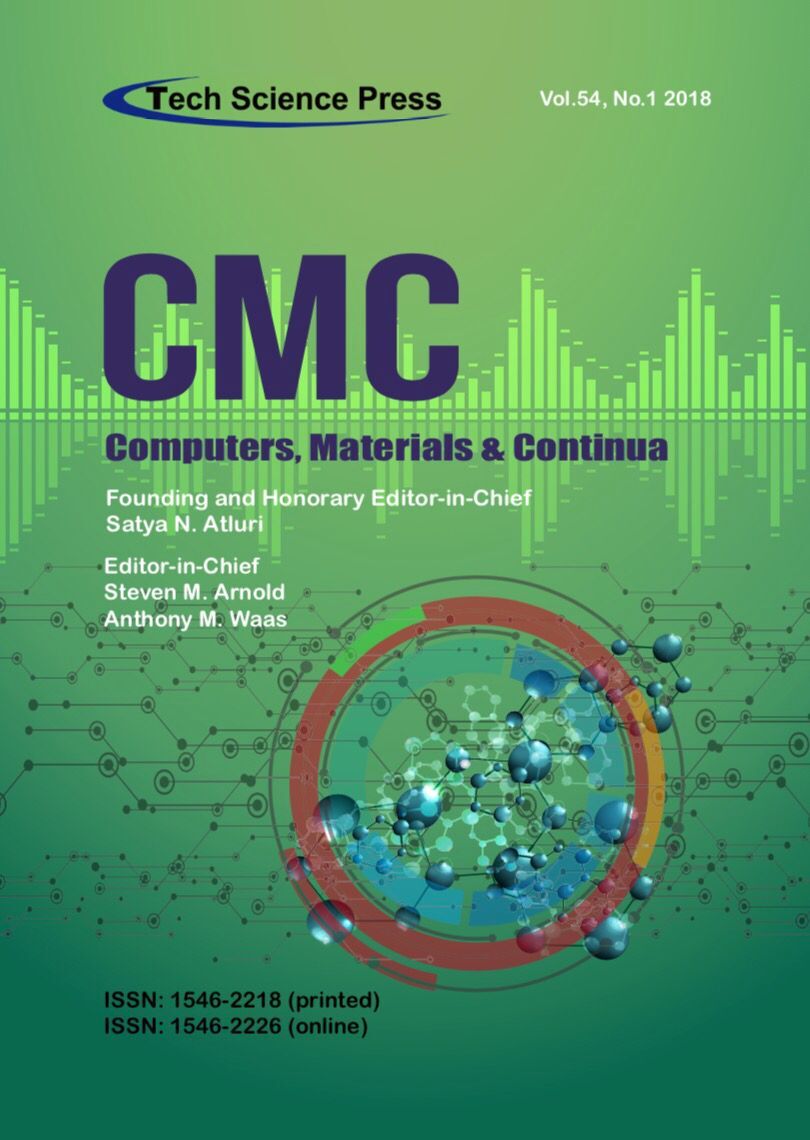 Tech Science Press
Vol.54, No.1 2018
CMC
Computers, Materials & Continua
Founding and Honorary Editor-in-Chief
Satya N. Atluri
Editor-in-Chief
Steven M. Arnold
Anthony M. Waas
ISSN: 1546-2218 (printed)
ISSN: 1546-2226 (online)